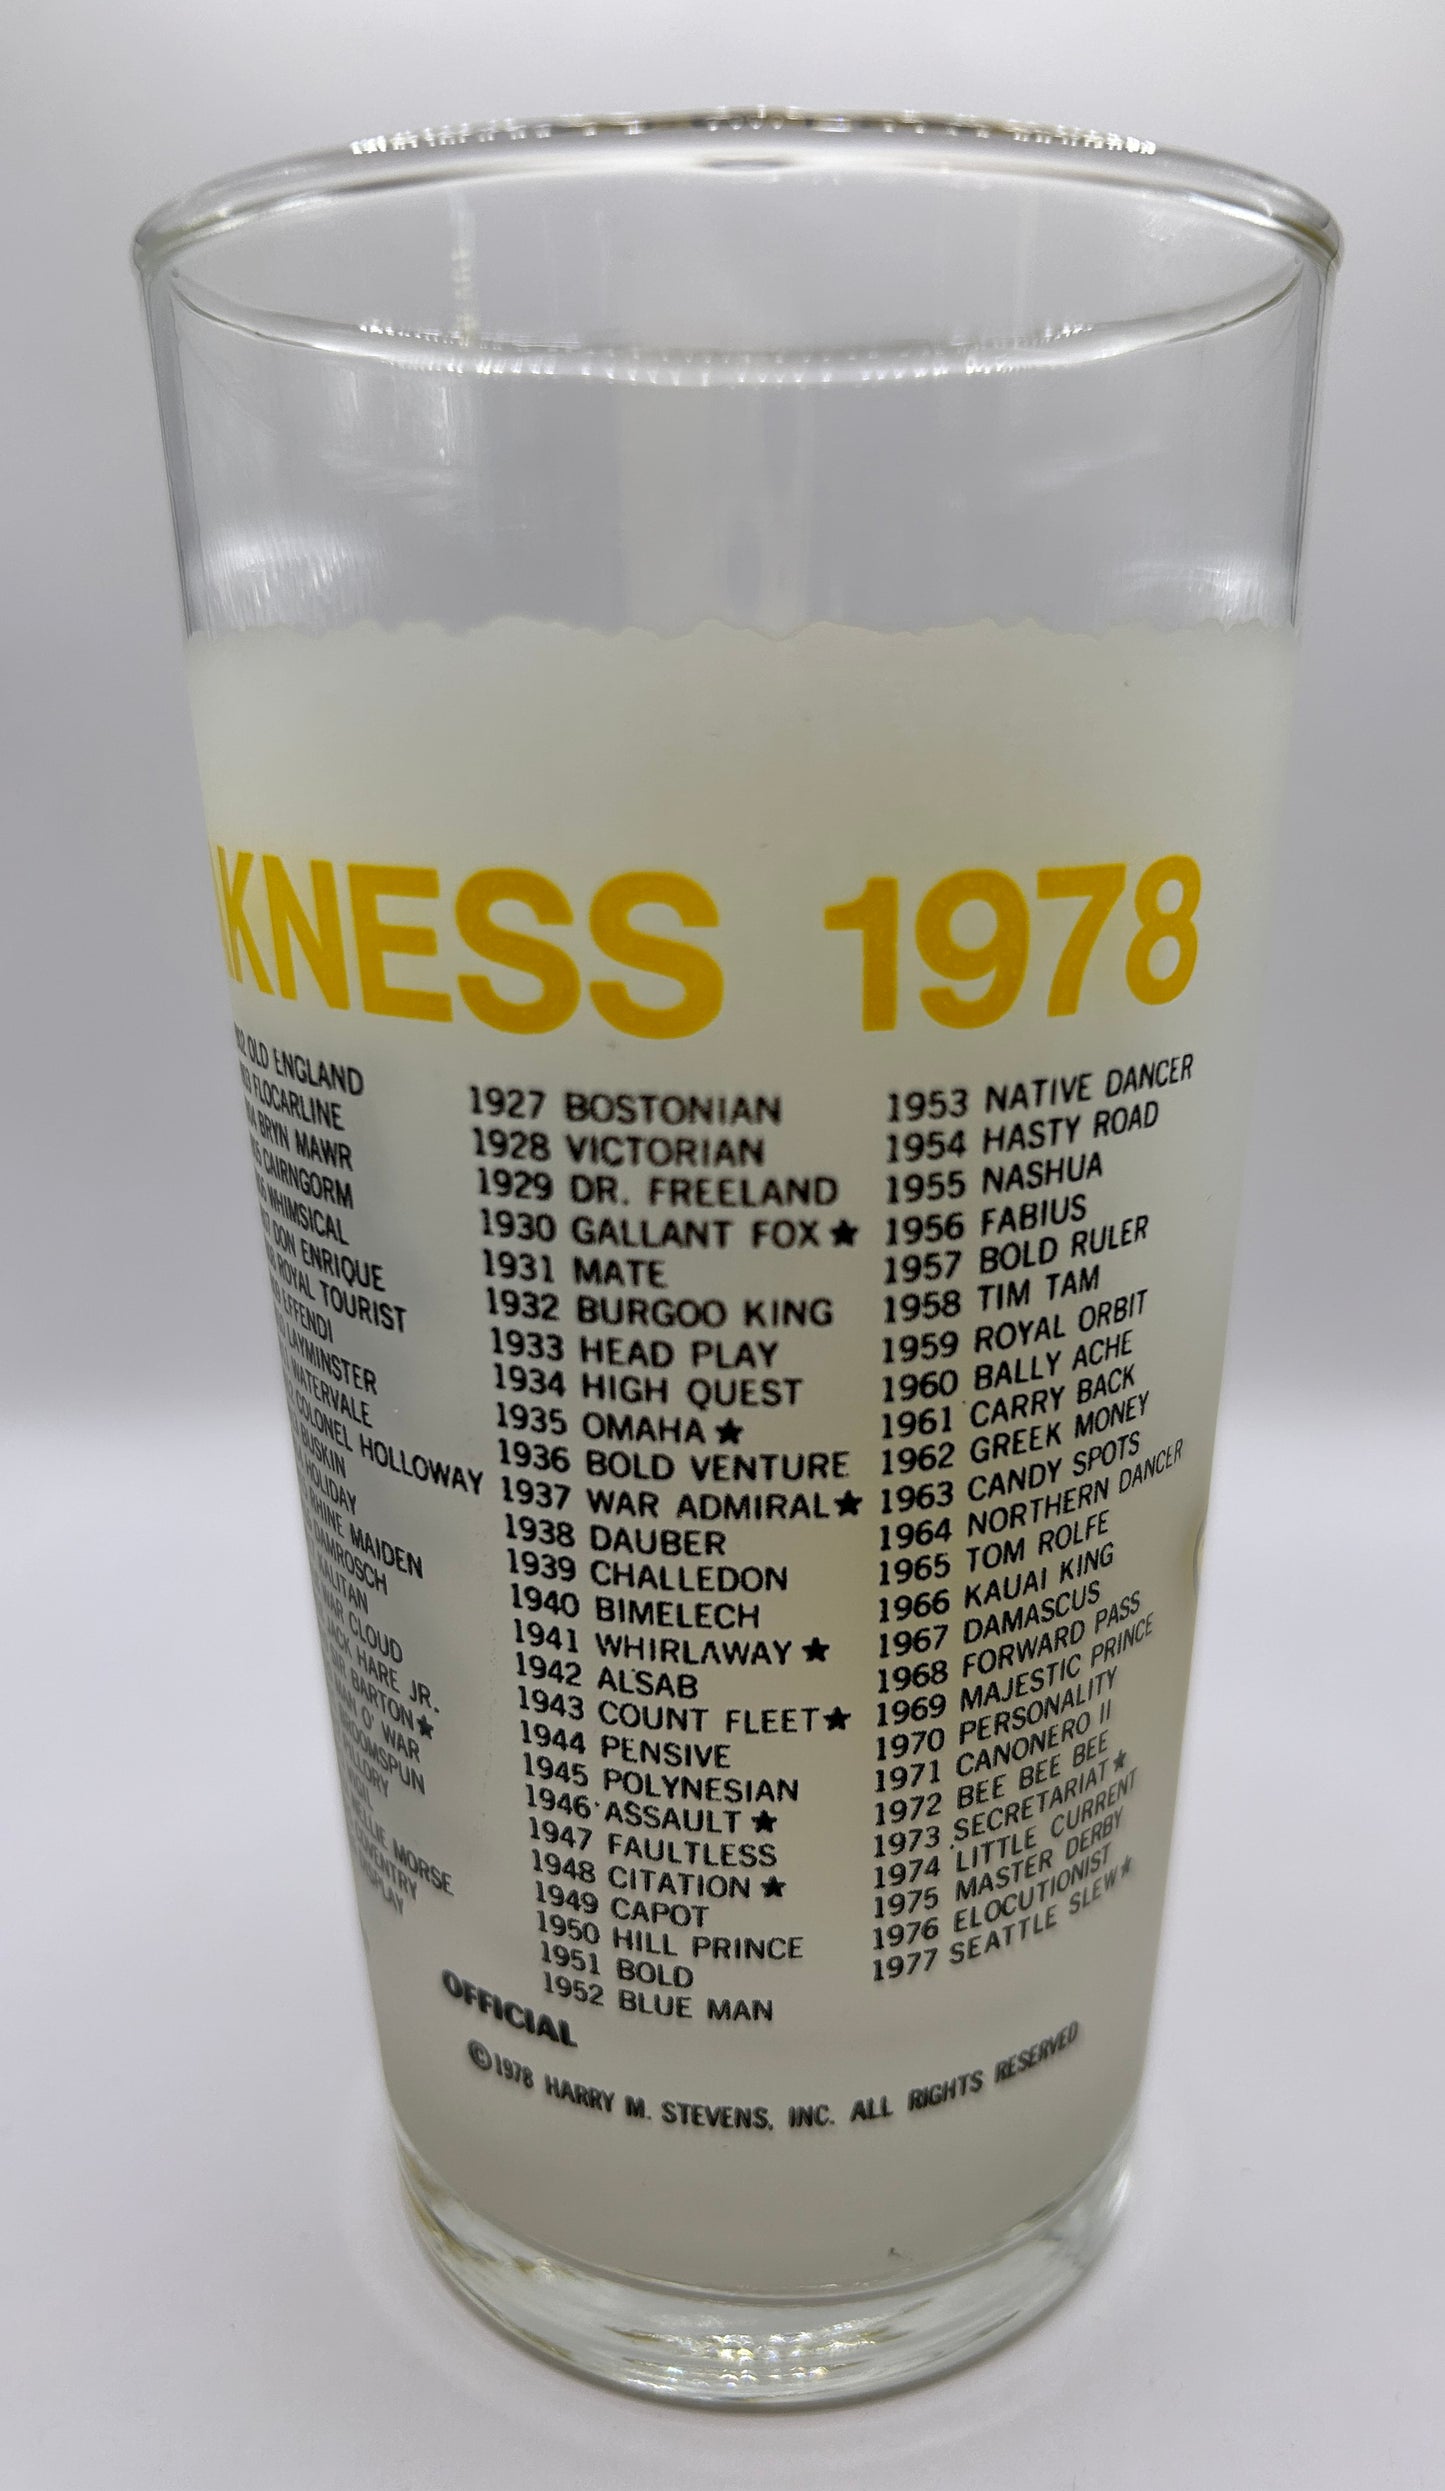 AKNESS 1978
OLD ENGLAND
FLOCARLINE
BRYN MAWR
CAIRNGORM
WHIMSICAL
DON ENRIQUE
ROYAL TOURIST
EFFENDI
LAYMINSTER
WATERVALE
COLONEL HOLLOWAY
BUSKIN
HOLIDAY
RHINE MAIDEN
DAMROSCH
KALITAN
WAR CLOUD
JACK HARE JR.
SIR BARTON★
MAN O' WAR
BROOMSPUN
PILLORY
VIGIL
NELLIE MORSE
COVENTRY
DISPLAY
1927 BOSTONIAN
1928 VICTORIAN
1929 DR. FREELAND
1930 GALLANT FOX★
1931 MATE
1932 BURGOO KING
1933 HEAD PLAY
1934 HIGH QUEST
1935 OMAHA★
1936 BOLD VENTURE
1937 WAR ADMIRAL★
1938 DAUBER
1939 CHALLEDON
1940 BIMELECH
1941 WHIRLAWAY★
1942 ALSAB
1943 COUNT FLEET★
1944 PENSIVE
1945 POLYNESIAN
1946 ASSAULT★
1947 FAULTLESS
1948 CITATION★
1949 CAPOT
1950 HILL PRINCE
1951 BOLD
1952 BLUE MAN
1953 NATIVE DANCER
1954 HASTY ROAD
1955 NASHUA
1956 FABIUS
1957 BOLD RULER
1958 TIM TAM
1959 ROYAL ORBIT
1960 BALLY ACHE
1961 CARRY BACK
1962 GREEK MONEY
1963 CANDY SPOTS
1964 NORTHERN DANCER
1965 TOM ROLFE
1966 KAUAI KING
1967 DAMASCUS
1968 FORWARD PASS
1969 MAJESTIC PRINCE
1970 PERSONALITY
1971 CANONERO II
1972 BEE BEE BEE
1973 SECRETARIAT★
1974 LITTLE CURRENT
1975 MASTER DERBY
1976 ELOCUTIONIST
1977 SEATTLE SLEW★
OFFICIAL
©1978 HARRY M. STEVENS, INC. ALL RIGHTS RESERVED